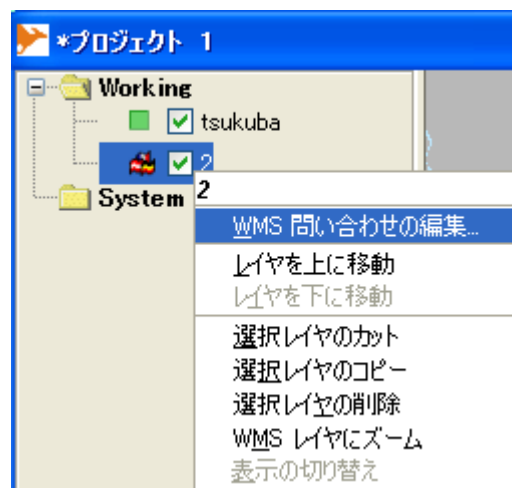 *プロジェクト 1
Working
tsukuba
2
System
2
WMS 問い合わせの編集...
レイヤを上に移動
レイヤを下に移動
選択レイヤのカット
選択レイヤのコピー
選択レイヤの削除
WMS レイヤにズーム
表示の切り替え